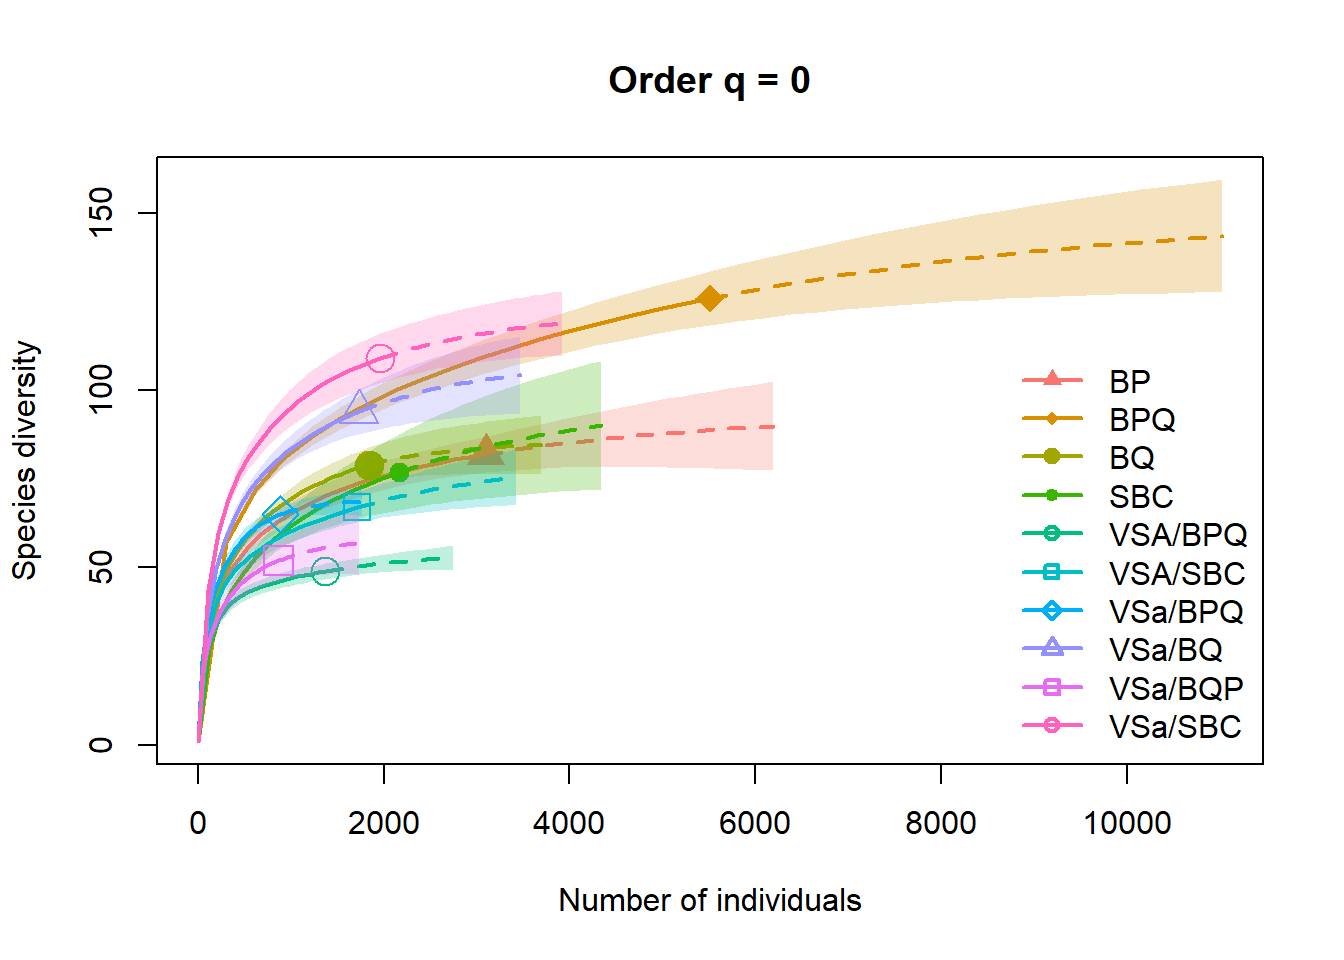 Order q = 0
Species diversity
150
100
50
0
0 2000 4000 6000 8000 10000
Number of individuals
BP
BPQ
BQ
SBC
VSA/BPQ
VSA/SBC
VSa/BPQ
VSa/BQ
VSa/BQP
VSa/SBC